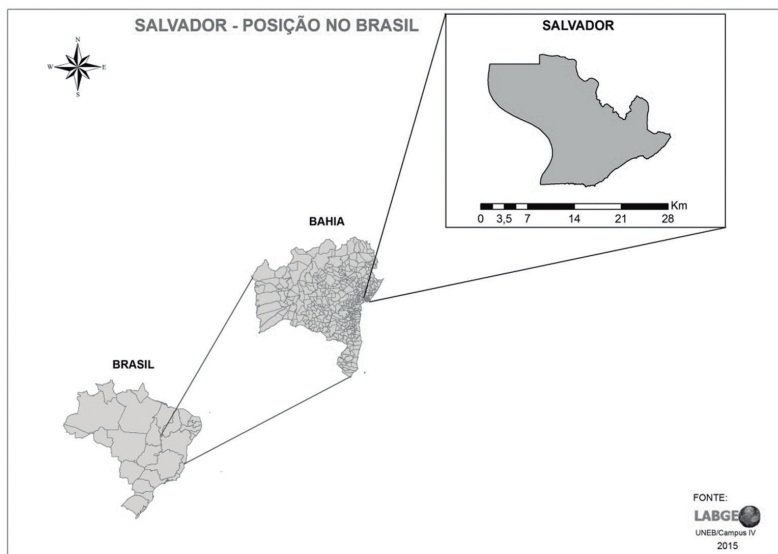 SALVADOR - POSIÇÃO NO BRASIL
N
W
E
S
SALVADOR
Km
0 3,5 7 14 21 28
BAHIA
BRASIL
FONTE:
LABGEO
UNEB/Campus IV
2015